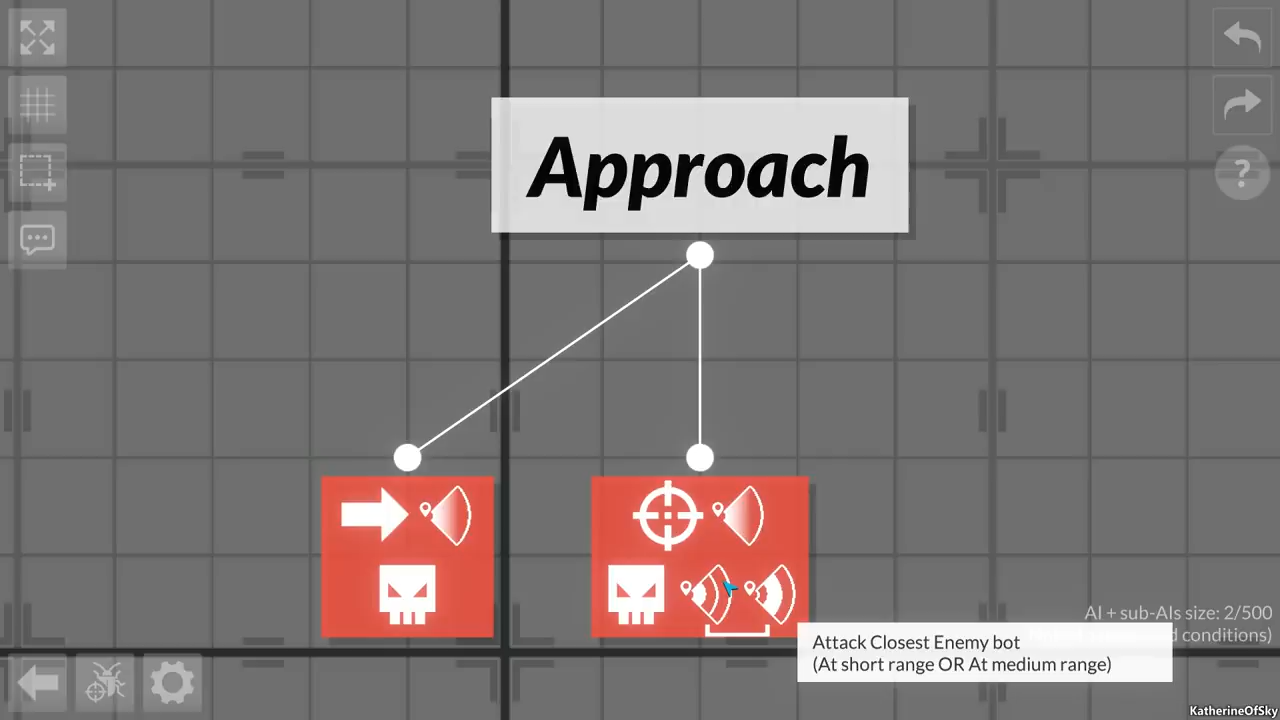 Approach
?
AI + sub-AIs size: 2/500
d conditions)
Attack Closest Enemy bot
(At short range OR At medium range)
KatherineOfSky